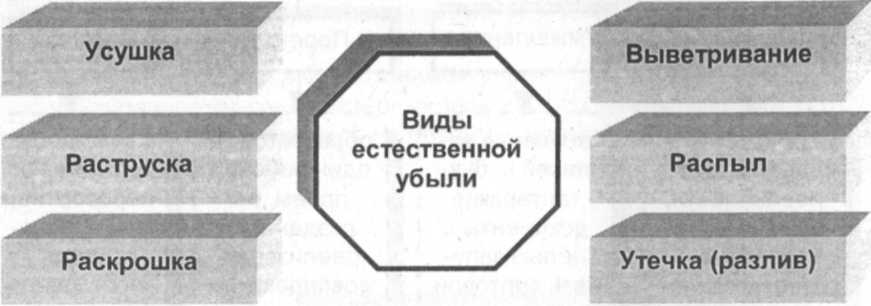 Усушка
Раструска
Раскрошка
Виды
естественной
убыли
Выветривание
Распыл
Утечка (разлив)